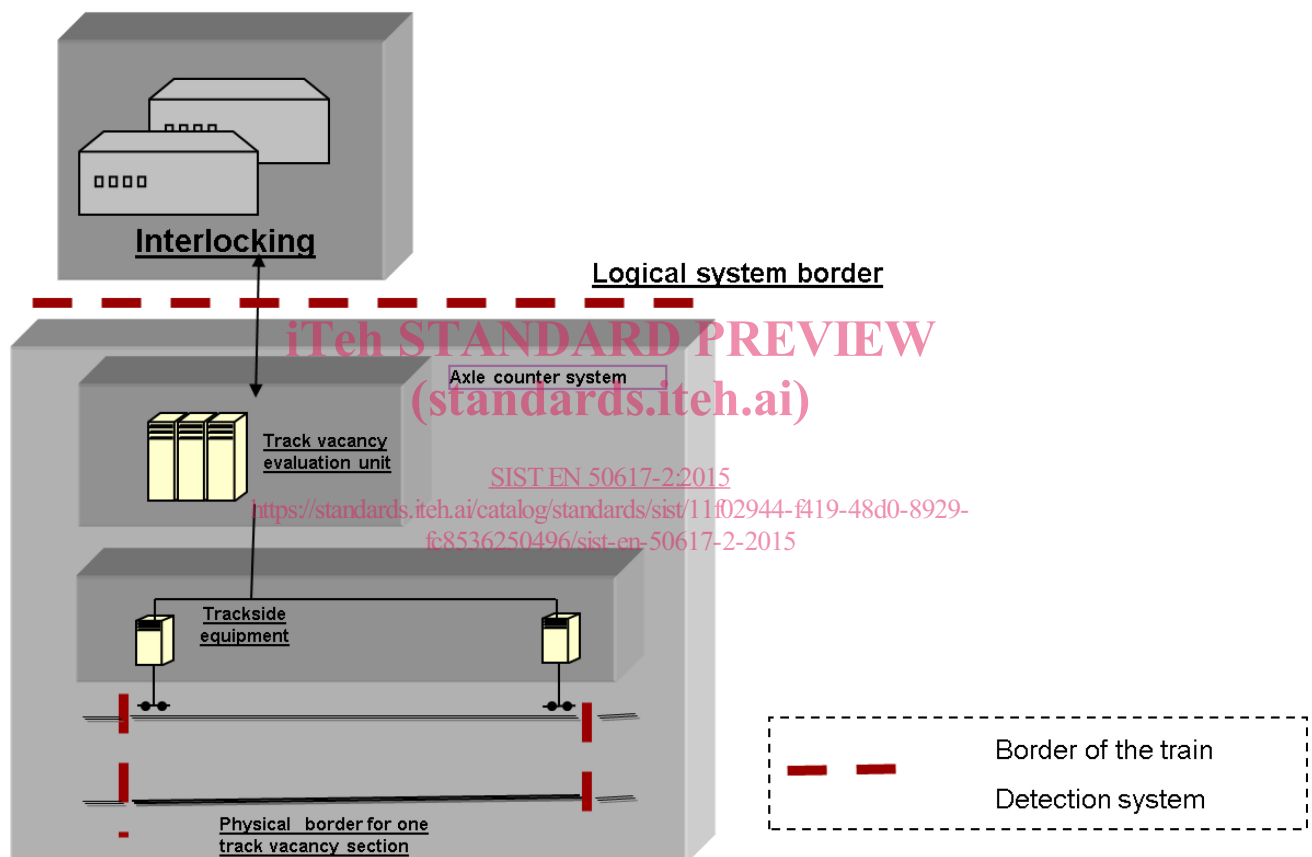 Interlocking
Logical system border
iTeh STANDARD PREVIEW
Axle counter system
(standards.iteh.ai)
Track vacancy
evaluation unit
SIST EN 50617-2:2015
https://standards.iteh.ai/catalog/standards/sist/11f02944-f419-48d0-8929-
fc8536250496/sist-en-50617-2-2015
Trackside
equipment
Border of the train
Detection system
Physical border for one
track vacancy section